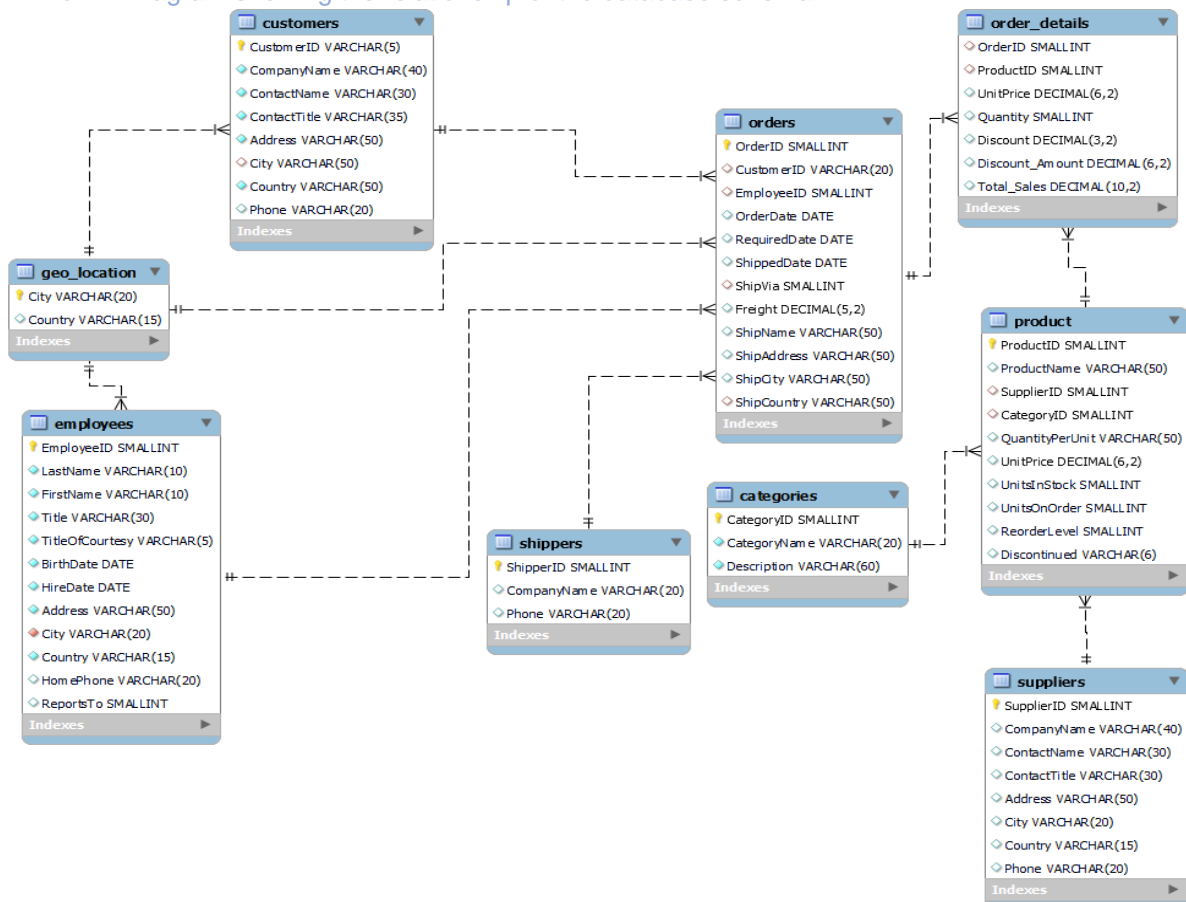 customers
CustomerID VARCHAR(5)
CompanyName VARCHAR(40)
ContactName VARCHAR(30)
ContactTitle VARCHAR(35)
Address VARCHAR(50)
City VARCHAR(50)
Country VARCHAR(50)
Phone VARCHAR(20)
Indexes
geo_location
City VARCHAR(20)
Country VARCHAR(15)
Indexes
employees
EmployeeID SMALLINT
LastName VARCHAR(10)
FirstName VARCHAR(10)
Title VARCHAR(30)
TitleOfCourtesy VARCHAR(5)
BirthDate DATE
HireDate DATE
Address VARCHAR(50)
City VARCHAR(20)
Country VARCHAR(15)
HomePhone VARCHAR(20)
ReportsTo SMALLINT
Indexes
shippers
ShipperID SMALLINT
CompanyName VARCHAR(20)
Phone VARCHAR(20)
Indexes
orders
OrderID SMALLINT
CustomerID VARCHAR(20)
EmployeeID SMALLINT
OrderDate DATE
RequiredDate DATE
ShippedDate DATE
ShipVia SMALLINT
Freight DECIMAL(5,2)
ShipName VARCHAR(50)
ShipAddress VARCHAR(50)
ShipCity VARCHAR(50)
ShipCountry VARCHAR(50)
Indexes
categories
CategoryID SMALLINT
CategoryName VARCHAR(20)
Description VARCHAR(60)
Indexes
order_details
OrderID SMALLINT
ProductID SMALLINT
UnitPrice DECIMAL(6,2)
Quantity SMALLINT
Discount DECIMAL(3,2)
Discount_Amount DECIMAL(6,2)
Total_Sales DECIMAL(10,2)
Indexes
product
ProductID SMALLINT
ProductName VARCHAR(50)
SupplierID SMALLINT
CategoryID SMALLINT
QuantityPerUnit VARCHAR(50)
UnitPrice DECIMAL(6,2)
UnitsInStock SMALLINT
UnitsOnOrder SMALLINT
ReorderLevel SMALLINT
Discontinued VARCHAR(6)
Indexes
suppliers
SupplierID SMALLINT
CompanyName VARCHAR(40)
ContactName VARCHAR(30)
ContactTitle VARCHAR(30)
Address VARCHAR(50)
City VARCHAR(20)
Country VARCHAR(15)
Phone VARCHAR(20)
Indexes